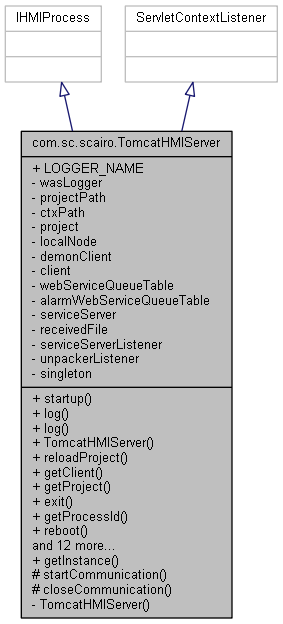 IHMIProcess
ServletContextListener
com.sc.scairo.TomcatHMIServer
+ LOGGER_NAME
- wasLogger
- projectPath
- ctxPath
- project
- localNode
- demonClient
- client
- webServiceQueueTable
- alarmWebServiceQueueTable
- serviceServer
- receivedFile
- serviceServerListener
- unpackerListener
- singleton
+ startup()
+ log()
+ log()
+ TomcatHMIServer()
+ reloadProject()
+ getClient()
+ getProject()
+ exit()
+ getProcessId()
+ reboot()
and 12 more...
+ getInstance()
# startCommunication()
# closeCommunication()
- TomcatHMIServer()